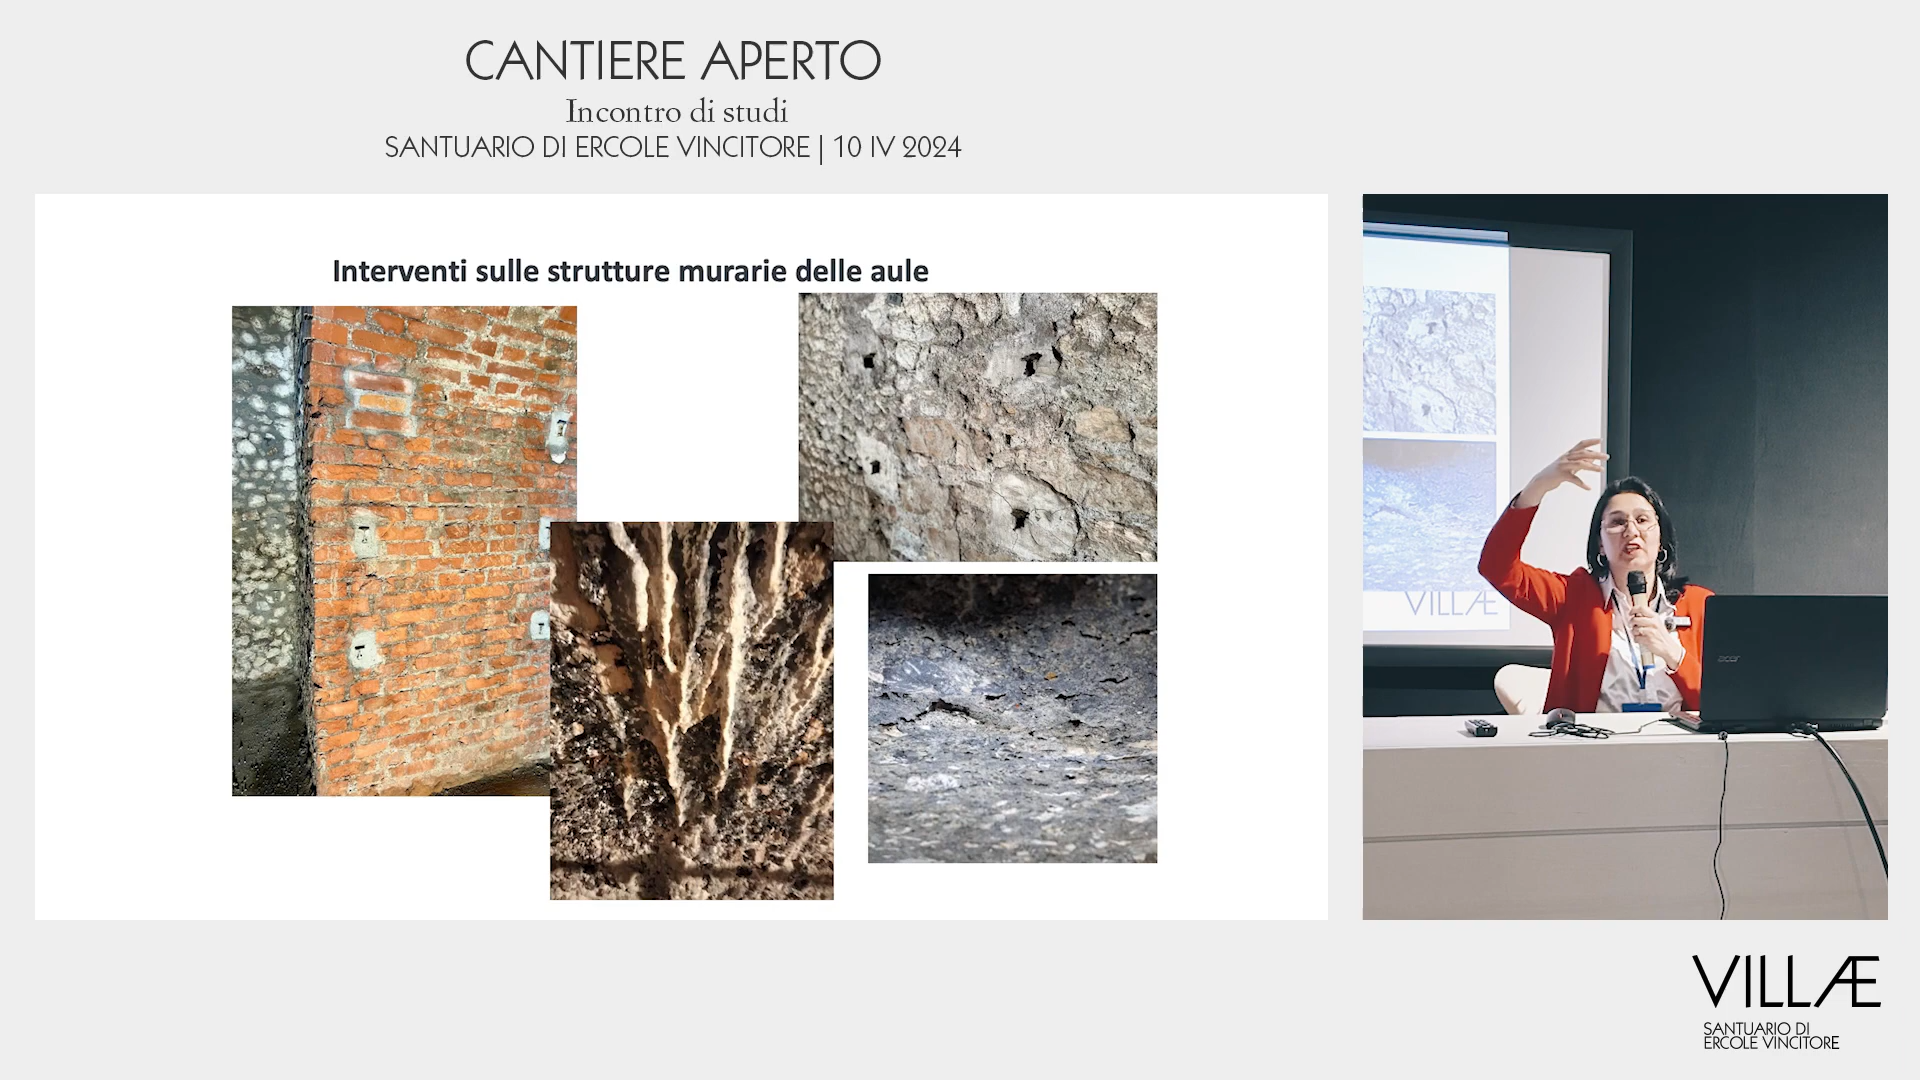 CANTIERE APERTO
Incontro di studi
SANTUARIO DI ERCOLE VINCITORE | 10 IV 2024
Interventi sulle strutture murarie delle aule
VILLÆ
acer
VILLÆ
SANTUARIO DI
ERCOLE VINCITORE